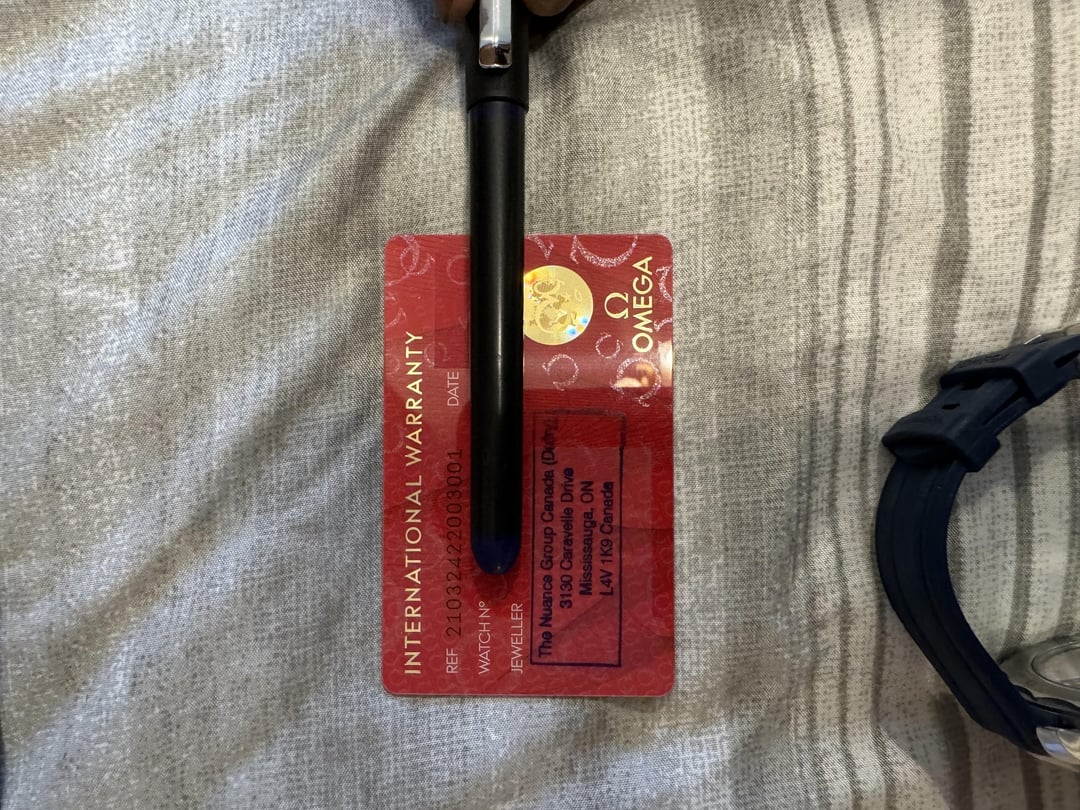 INTERNATIONAL WARRANTY
REF. 21032422003001 DATE
WATCH Nº
JEWELLER
The Nuance Group Canada (Dufry)
3130 Caravelle Drive
Mississauga, ON
L4V 1K9 Canada
Ω
OMEGA